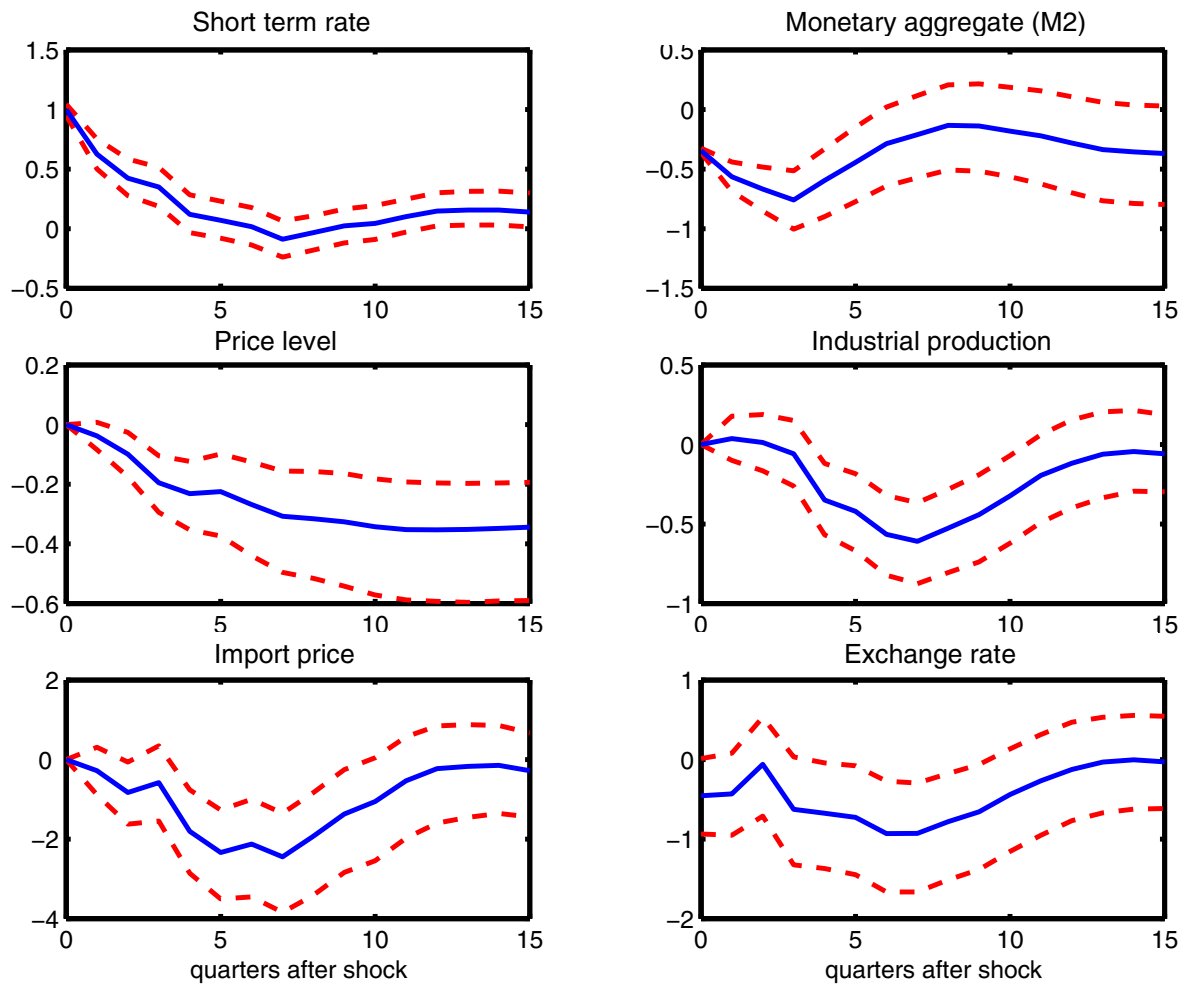 Short term rate
1.5
1
0.5
0
−0.5
0 5 10 15
Monetary aggregate (M2)
0.5
0
−0.5
−1
−1.5
0 5 10 15
Price level
0.2
0
−0.2
−0.4
−0.6
0 5 10 15
Industrial production
0.5
0
−0.5
−1
0 5 10 15
Import price
2
0
−2
−4
0 5 10 15
quarters after shock
Exchange rate
1
0
−1
−2
0 5 10 15
quarters after shock